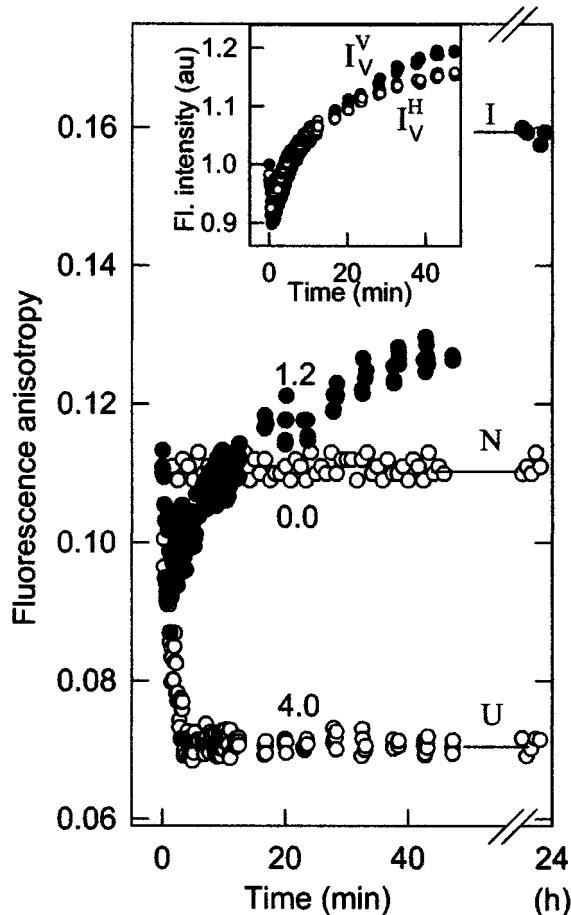 Fluorescence anisotropy
0.16
0.14
0.12
0.10
0.08
0.06
0
20
40
24
Time (min)
(h)
Fl. intensity (au)
1.2
1.1
1.0
0.9
0
20
40
Time (min)
I_V^V
I_V^H
I
1.2
N
0.0
4.0
U